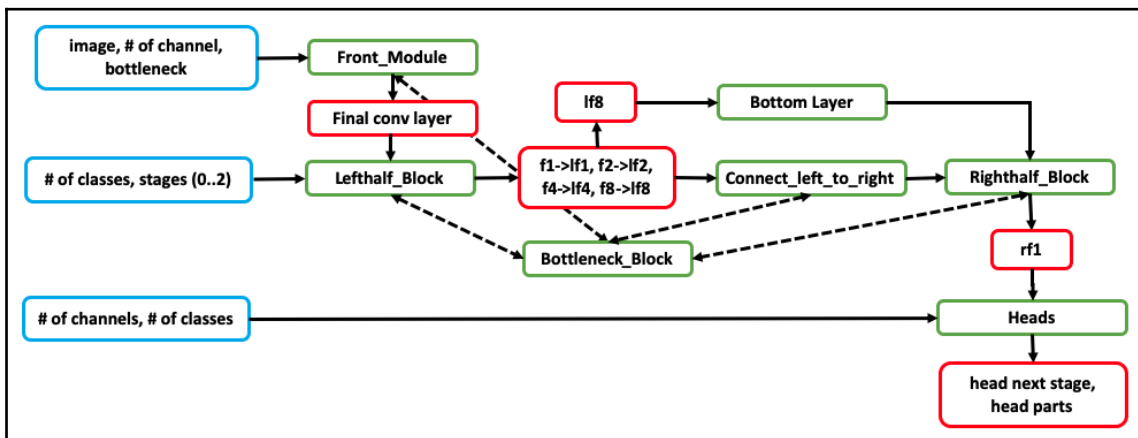 image, # of channel,
bottleneck
Front_Module
Final conv layer
lf8
Bottom Layer
# of classes, stages (0..2)
Lefthalf_Block
f1->lf1, f2->lf2,
f4->lf4, f8->lf8
Connect_left_to_right
Righthalf_Block
Bottleneck_Block
rf1
# of channels, # of classes
Heads
head next stage,
head parts